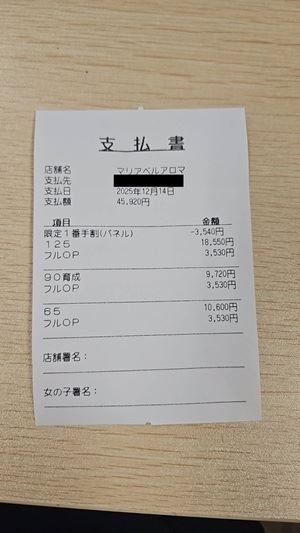 支払書
店舗名 マリアベルアロマ
支払先
支払日 2025年12月14日
支払額 45,920円
項目 金額
限定1番手割(パネル) -3,540円
125 18,550円
フルOP 3,530円
90育成 9,720円
フルOP 3,530円
65 10,600円
フルOP 3,530円
店舗署名:
女の子署名: